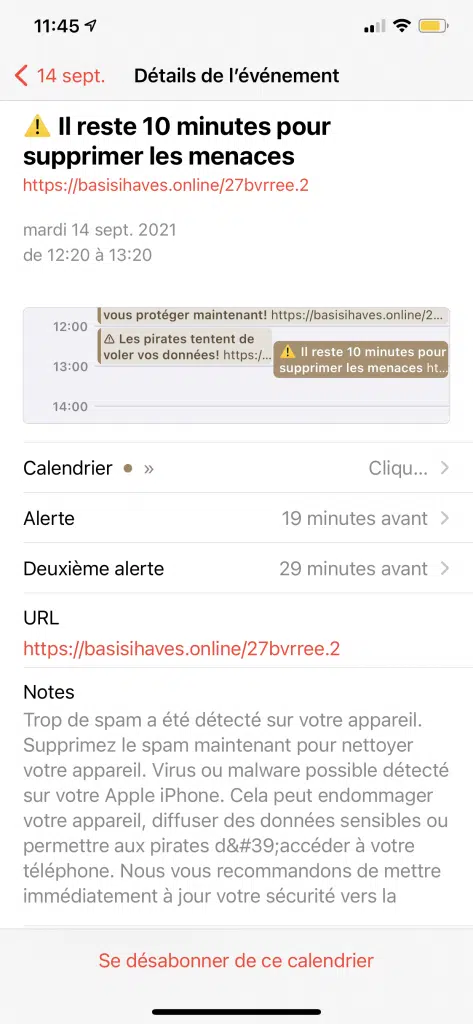 11:45
14 sept.
Détails de l’événement
⚠️ Il reste 10 minutes pour
supprimer les menaces
https://basisihaves.online/27bvrree.2
mardi 14 sept. 2021
de 12:20 à 13:20
vous protéger maintenant! https://basisihaves.online/2...
12:00
⚠ Les pirates tentent de
voler vos données! https:/...
⚠️ Il reste 10 minutes pour
supprimer les menaces ht...
13:00
14:00
Calendrier • » Cliqu...
Alerte 19 minutes avant
Deuxième alerte 29 minutes avant
URL
https://basisihaves.online/27bvrree.2
Notes
Trop de spam a été détecté sur votre appareil.
Supprimez le spam maintenant pour nettoyer
votre appareil. Virus ou malware possible détecté
sur votre Apple iPhone. Cela peut endommager
votre appareil, diffuser des données sensibles ou
permettre aux pirates d&#39;accéder à votre
téléphone. Nous vous recommandons de mettre
immédiatement à jour votre sécurité vers la
Se désabonner de ce calendrier